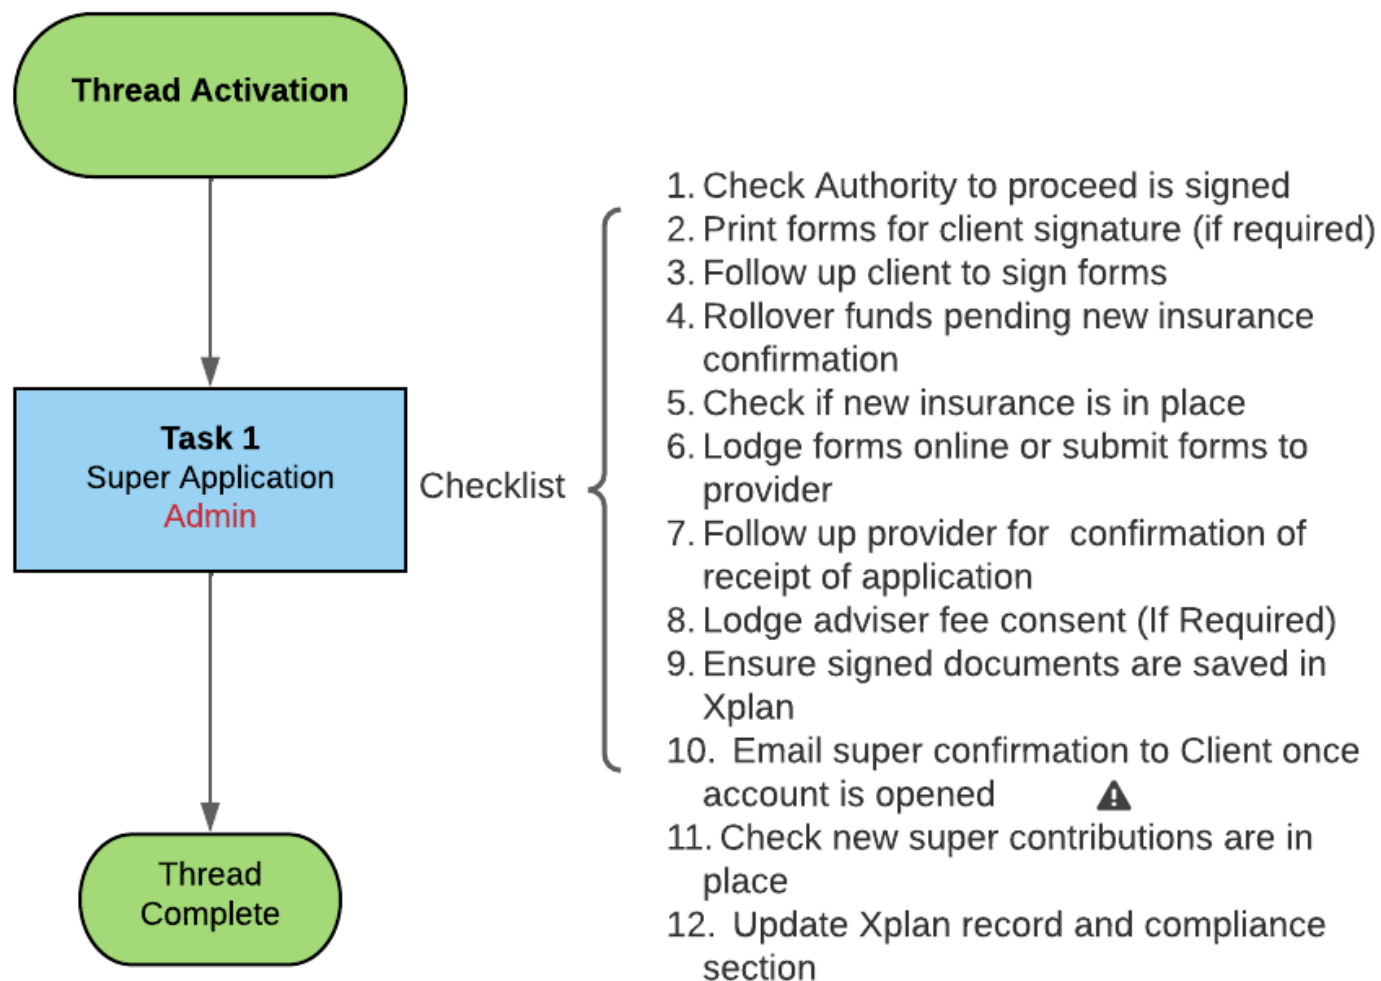 Thread Activation
Task 1
Super Application
Admin
Checklist
1. Check Authority to proceed is signed
2. Print forms for client signature (if required)
3. Follow up client to sign forms
4. Rollover funds pending new insurance
confirmation
5. Check if new insurance is in place
6. Lodge forms online or submit forms to
provider
7. Follow up provider for  confirmation of
receipt of application
8. Lodge adviser fee consent (If Required)
9. Ensure signed documents are saved in
Xplan
10. Email super confirmation to Client once
account is opened
11. Check new super contributions are in
place
12. Update Xplan record and compliance
section
Thread
Complete